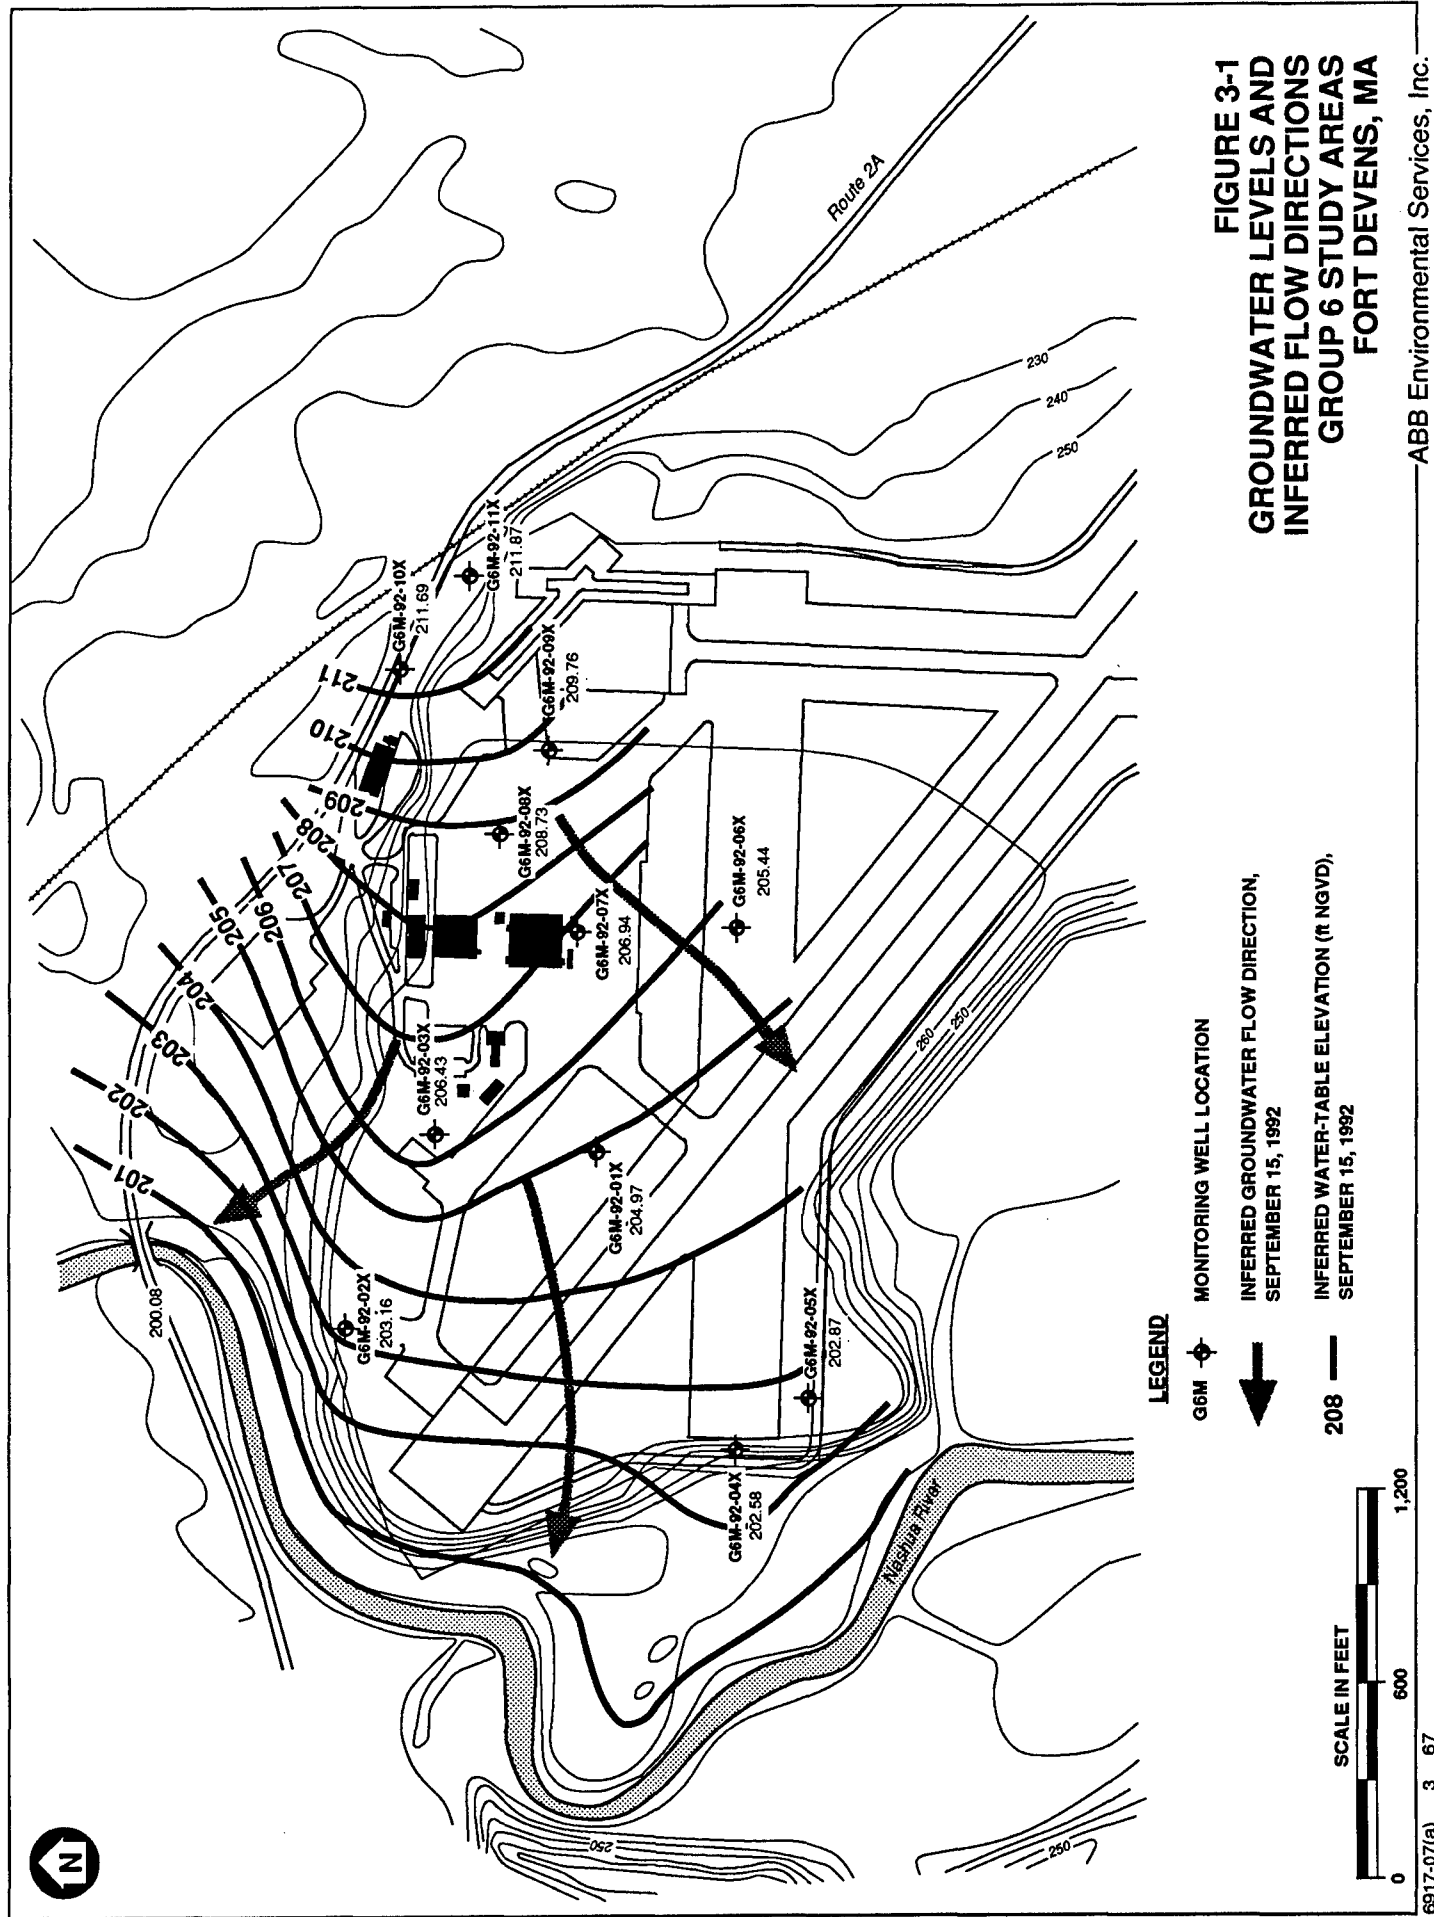 N
Route 2A
G6M-92-11X
211.87
G6M-92-10X
211.69
G6M-92-09X
209.76
G6M-92-08X
208.73
G6M-92-07X
206.94
G6M-92-06X
205.44
G6M-92-03X
206.43
G6M-92-01X
204.97
G6M-92-02X
203.16
G6M-92-05X
202.87
G6M-92-04X
202.58
211
210
209
208
207
206
205
204
203
202
201
200.08
230
240
250
260
250
250
250
Nashua River
LEGEND
G6M MONITORING WELL LOCATION
INFERRED GROUNDWATER FLOW DIRECTION,
SEPTEMBER 15, 1992
208 INFERRED WATER-TABLE ELEVATION (ft NGVD),
SEPTEMBER 15, 1992
SCALE IN FEET
0 600 1,200
FIGURE 3-1
GROUNDWATER LEVELS AND
INFERRED FLOW DIRECTIONS
GROUP 6 STUDY AREAS
FORT DEVENS, MA
ABB Environmental Services, Inc.
6917-07(a) 3 67